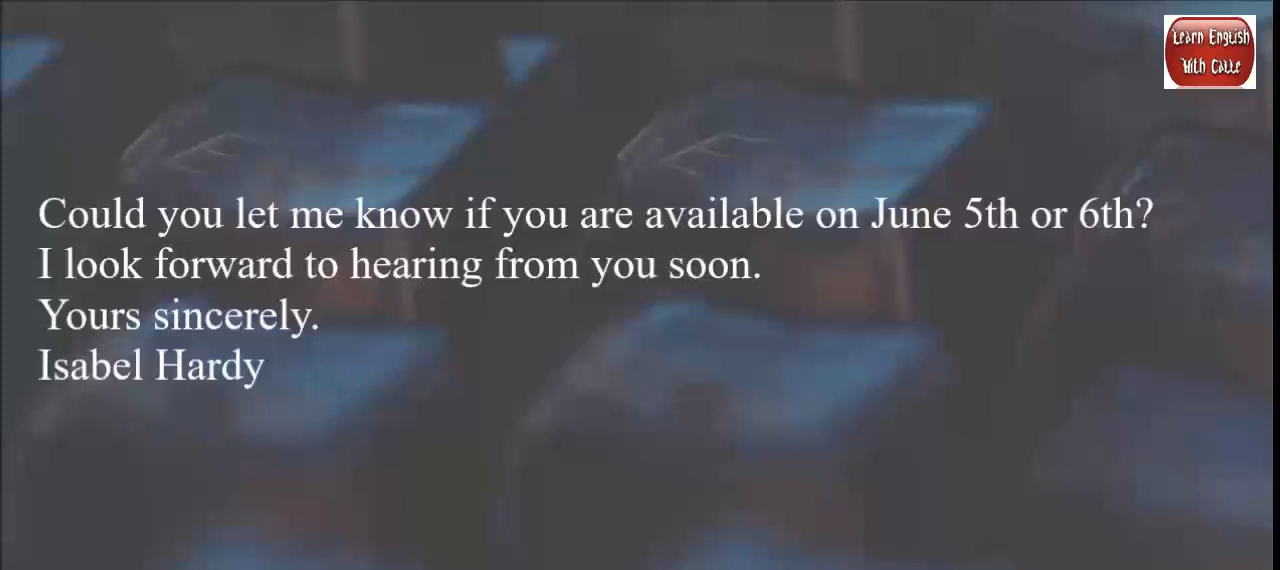 Learn English
With Calle
Could you let me know if you are available on June 5th or 6th?
I look forward to hearing from you soon.
Yours sincerely.
Isabel Hardy